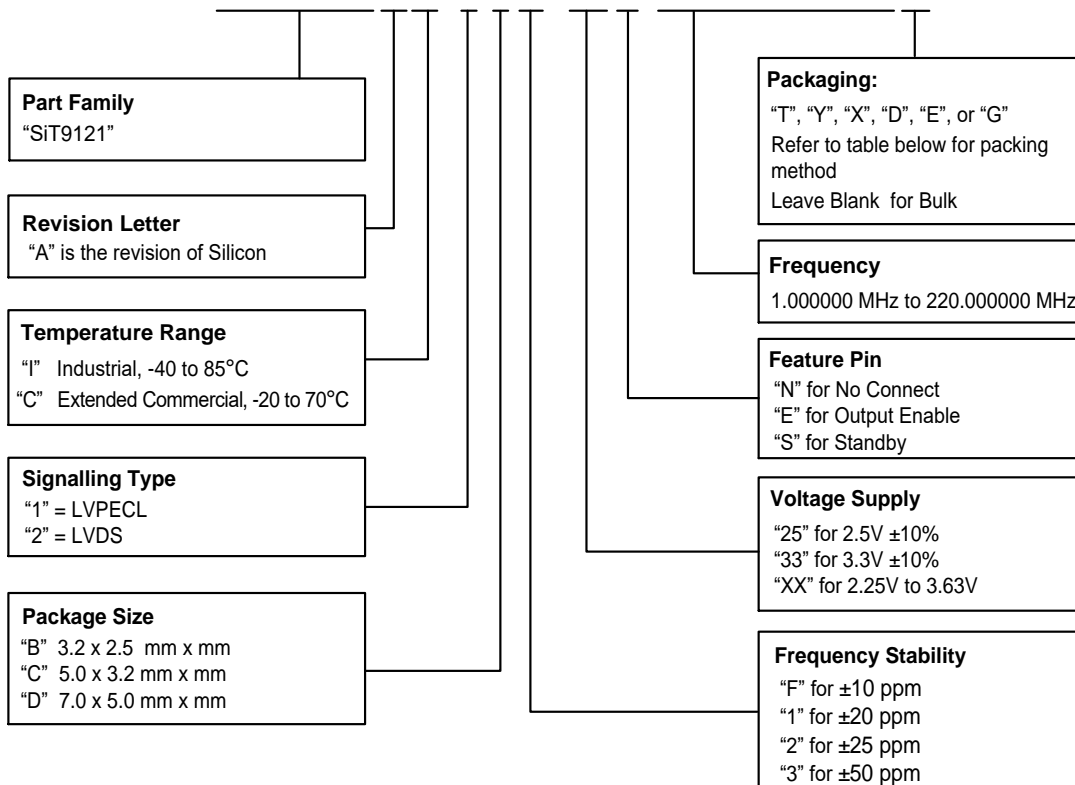 Part Family
“SiT9121”
Revision Letter
“A” is the revision of Silicon
Temperature Range
“I” Industrial, -40 to 85°C
“C” Extended Commercial, -20 to 70°C
Signalling Type
“1” = LVPECL
“2” = LVDS
Package Size
“B” 3.2 x 2.5 mm x mm
“C” 5.0 x 3.2 mm x mm
“D” 7.0 x 5.0 mm x mm
Packaging:
“T”, “Y”, “X”, “D”, “E”, or “G”
Refer to table below for packing
method
Leave Blank for Bulk
Frequency
1.000000 MHz to 220.000000 MHz
Feature Pin
“N” for No Connect
“E” for Output Enable
“S” for Standby
Voltage Supply
“25” for 2.5V ±10%
“33” for 3.3V ±10%
“XX” for 2.25V to 3.63V
Frequency Stability
“F” for ±10 ppm
“1” for ±20 ppm
“2” for ±25 ppm
“3” for ±50 ppm